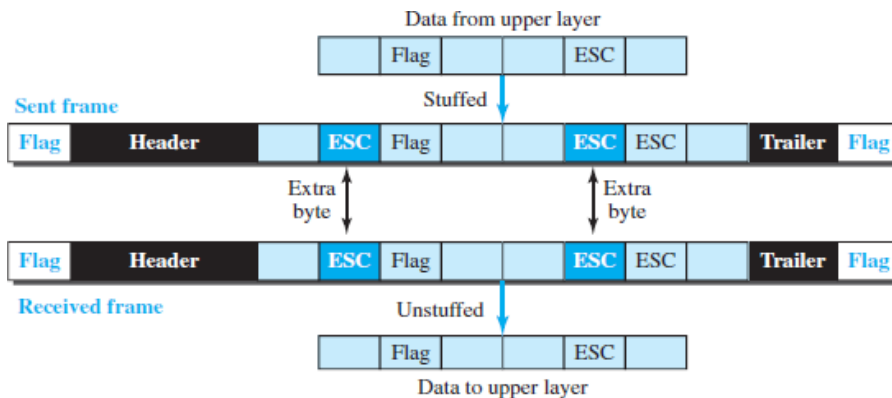 Data from upper layer
Flag ESC
Stuffed
Sent frame
Flag Header ESC Flag ESC ESC Trailer Flag
Extra byte Extra byte
Flag Header ESC Flag ESC ESC Trailer Flag
Received frame
Unstuffed
Flag ESC
Data to upper layer